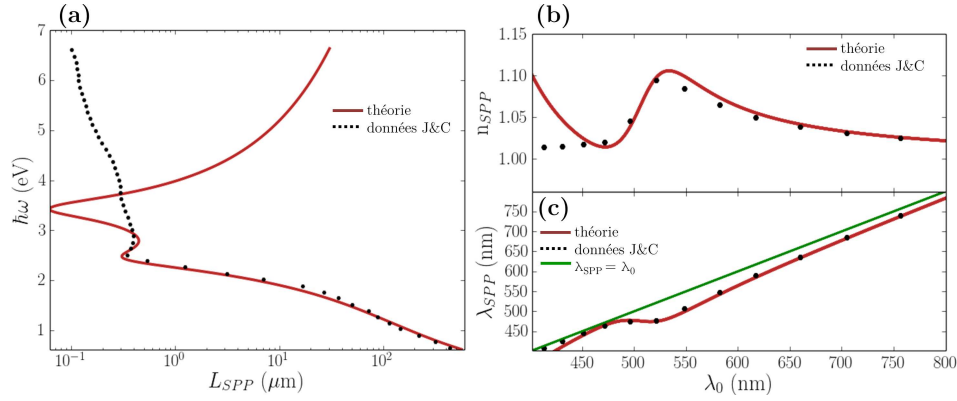 (a)
7
6
5
4
3
2
1
ħω (eV)
théorie
données J&C
10⁻¹ 10⁰ 10¹ 10²
L_SPP (μm)
(b)
1.15
1.10
1.05
1.00
n_SPP
théorie
données J&C
(c)
750
700
650
600
550
500
450
400
λ_SPP (nm)
théorie
données J&C
λ_SPP = λ₀
450 500 550 600 650 700 750 800
λ₀ (nm)